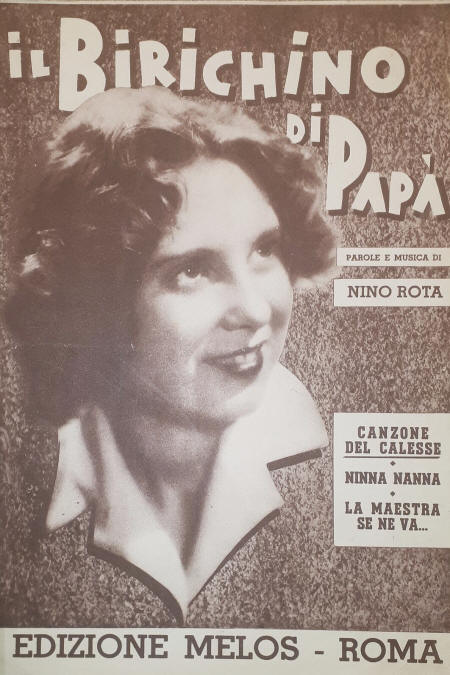 iL BiRiCHiNO
Di
PAPÀ
PAROLE E MUSICA DI
NINO ROTA
CANZONE
DEL CALESSE
NINNA NANNA
LA MAESTRA
SE NE VA...
EDIZIONE MELOS - ROMA